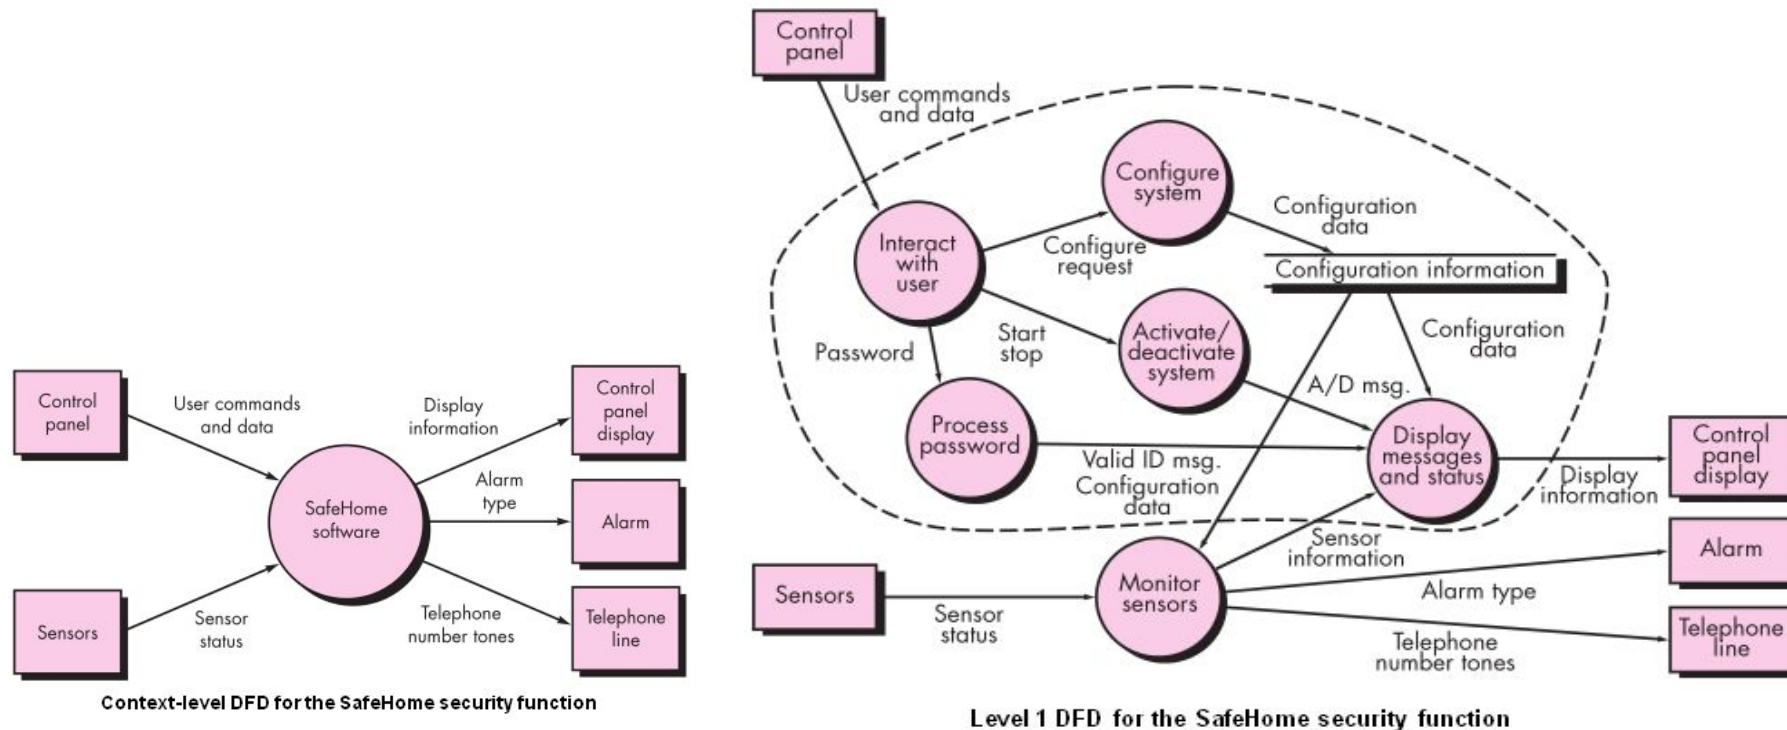 Control
panel
User commands
and data
Display
information
Control
panel
display
SafeHome
software
Alarm
type
Alarm
Sensors
Sensor
status
Telephone
number tones
Telephone
line
Context-level DFD for the SafeHome security function
Control
panel
User commands
and data
Configure
system
Interact
with
user
Configure
request
Configuration
data
Configuration information
Password
Start
stop
Activate/
deactivate
system
Configuration
data
A/D msg.
Process
password
Valid ID msg.
Configuration
data
Display
messages
and status
Display
information
Control
panel
display
Sensors
Sensor
status
Monitor
sensors
Sensor
information
Alarm type
Alarm
Telephone
number tones
Telephone
line
Level 1 DFD for the SafeHome security function